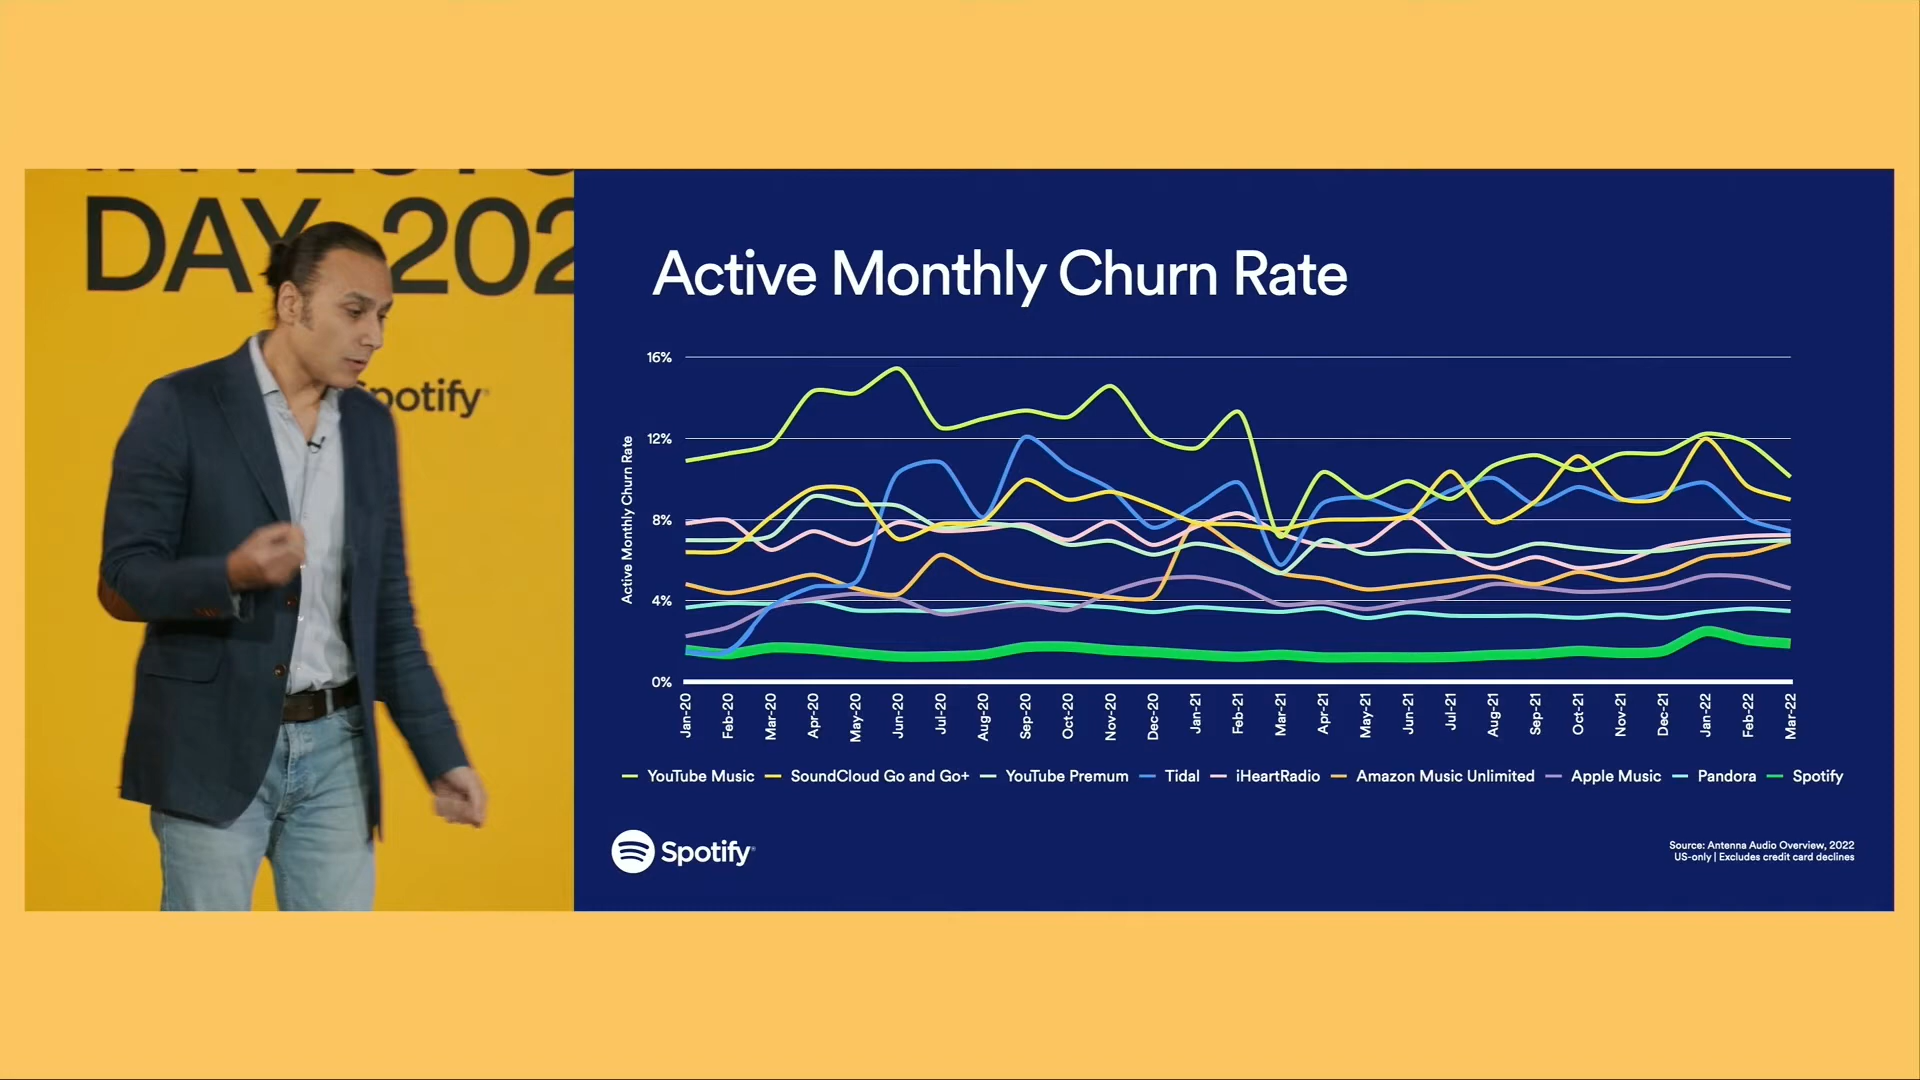 DAY 202
Spotify
Active Monthly Churn Rate
Active Monthly Churn Rate
16%
12%
8%
4%
0%
Jan-20 Feb-20 Mar-20 Apr-20 May-20 Jun-20 Jul-20 Aug-20 Sep-20 Oct-20 Nov-20 Dec-20 Jan-21 Feb-21 Mar-21 Apr-21 May-21 Jun-21 Jul-21 Aug-21 Sep-21 Oct-21 Nov-21 Dec-21 Jan-22 Feb-22 Mar-22
YouTube Music SoundCloud Go and Go+ YouTube Premum Tidal iHeartRadio Amazon Music Unlimited Apple Music Pandora Spotify
Spotify
Source: Antenna Audio Overview, 2022
US-only | Excludes credit card declines